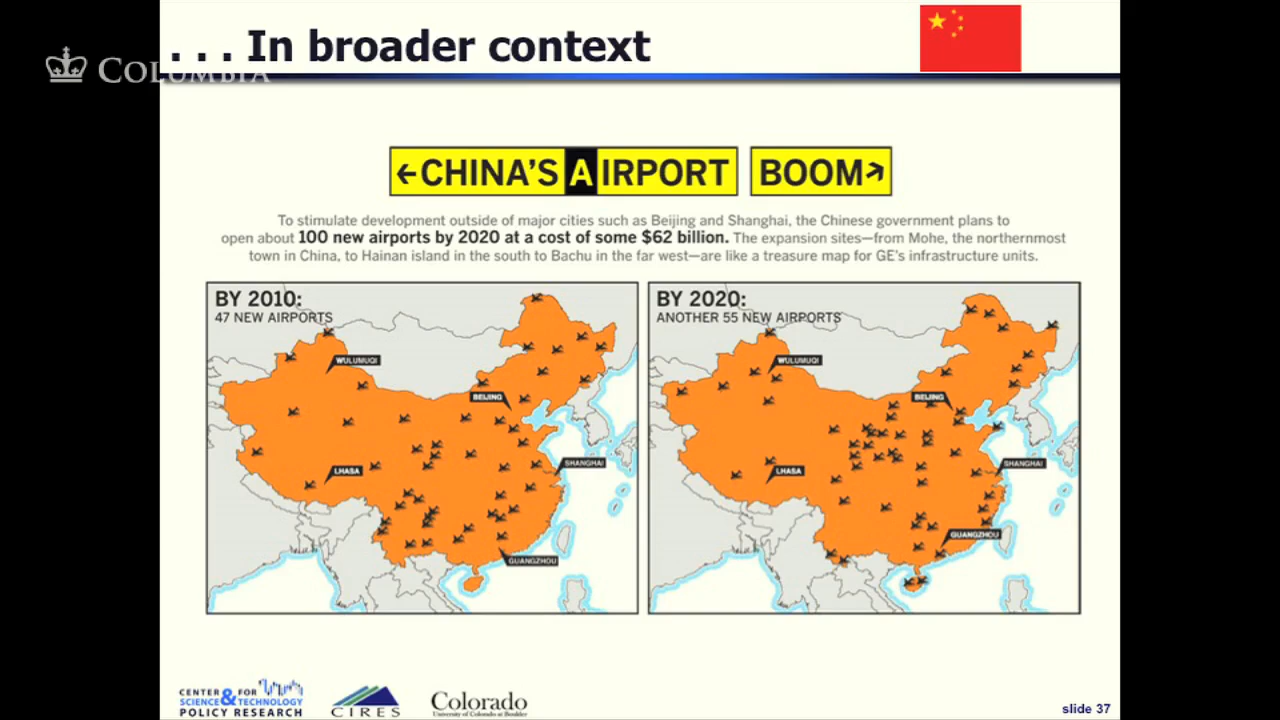 . . . In broader context
COLUMBIA
←CHINA'S AIRPORT BOOM↗
To stimulate development outside of major cities such as Beijing and Shanghai, the Chinese government plans to
open about 100 new airports by 2020 at a cost of some $62 billion. The expansion sites—from Mohe, the northernmost
town in China, to Hainan island in the south to Bachu in the far west—are like a treasure map for GE's infrastructure units.
BY 2010:
47 NEW AIRPORTS
WULUMUQI
BEIJING
LHASA
SHANGHAI
GUANGZHOU
BY 2020:
ANOTHER 55 NEW AIRPORTS
WULUMUQI
BEIJING
LHASA
SHANGHAI
GUANGZHOU
CENTER FOR
SCIENCE & TECHNOLOGY
POLICY RESEARCH
CIRES
Colorado
University of Colorado at Boulder
slide 37